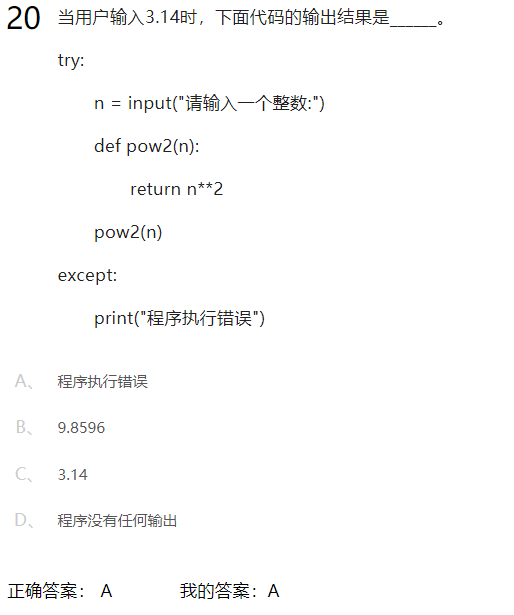 20 当用户输入3.14时，下面代码的输出结果是______。
try:
n = input("请输入一个整数:")
def pow2(n):
return n**2
pow2(n)
except:
print("程序执行错误")
A、 程序执行错误
B、 9.8596
C、 3.14
D、 程序没有任何输出
正确答案： A 我的答案：A